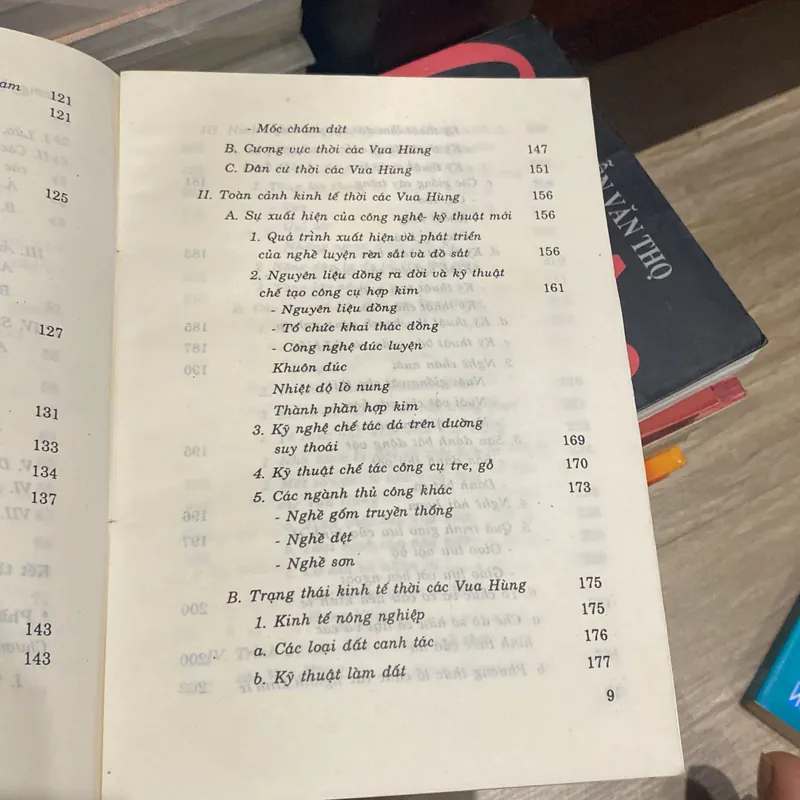 am 121
121
125
127
131
133
134
137
143
143
- Mốc chấm dứt
B. Cương vực thời các Vua Hùng 147
C. Dân cư thời các Vua Hùng 151
II. Toàn cảnh kinh tế thời các Vua Hùng 156
A. Sự xuất hiện của công nghệ- kỹ thuật mới 156
1. Quá trình xuất hiện và phát triển
của nghề luyện rèn sắt và đồ sắt 156
2. Nguyên liệu đồng ra đời và kỹ thuật
chế tạo công cụ hợp kim 161
- Nguyên liệu đồng
- Tổ chức khai thác đồng
- Công nghệ đúc luyện
Khuôn đúc
Nhiệt độ lò nung
Thành phần hợp kim
3. Kỹ nghệ chế tác đá trên đường
suy thoái 169
4. Kỹ thuật chế tác công cụ tre, gỗ 170
5. Các ngành thủ công khác 173
- Nghề gốm truyền thống
- Nghề dệt
- Nghề sơn
B. Trạng thái kinh tế thời các Vua Hùng 175
1. Kinh tế nông nghiệp 175
a. Các loại đất canh tác 176
b. Kỹ thuật làm đất 177
9
VĂN THỌ